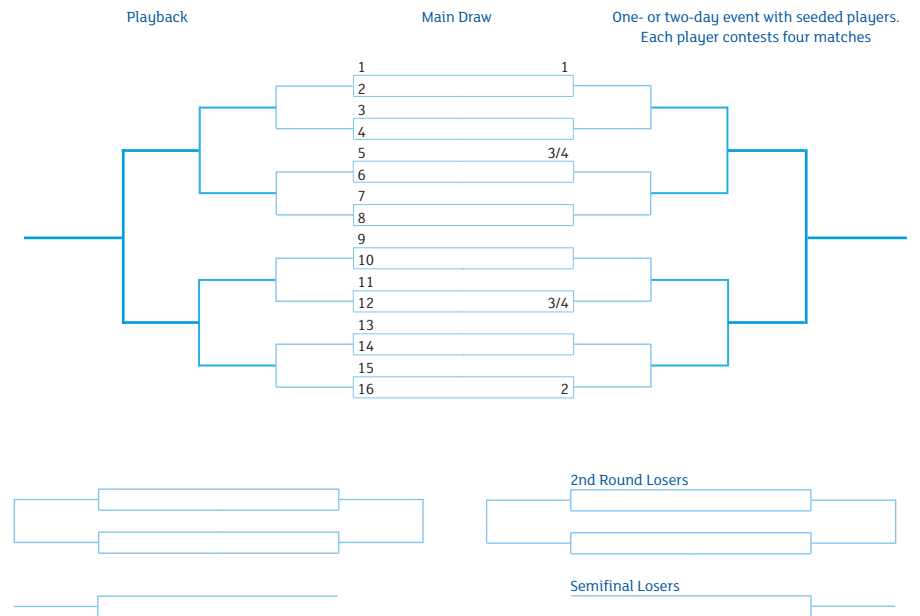 Playback
Main Draw
One- or two-day event with seeded players.
Each player contests four matches
1 1
2
3
4
5 3/4
6
7
8
9
10
11
12 3/4
13
14
15
16 2
2nd Round Losers
Semifinal Losers